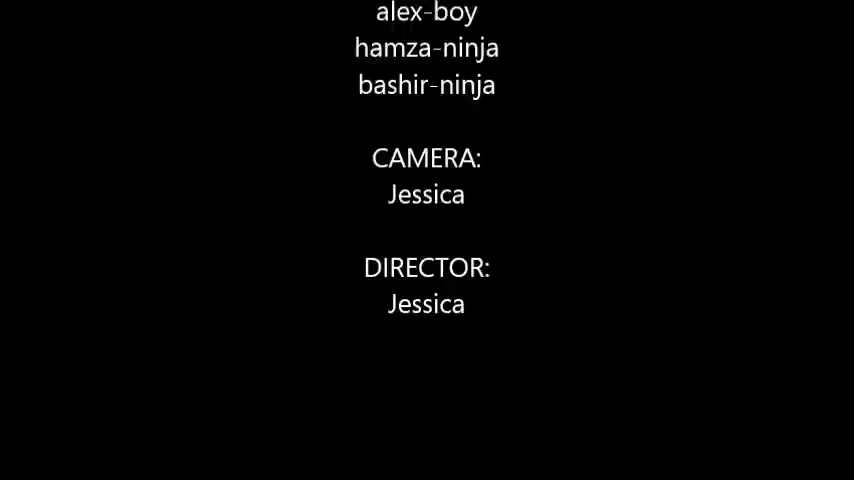 alex-boy
hamza-ninja
bashir-ninja
CAMERA:
Jessica
DIRECTOR:
Jessica